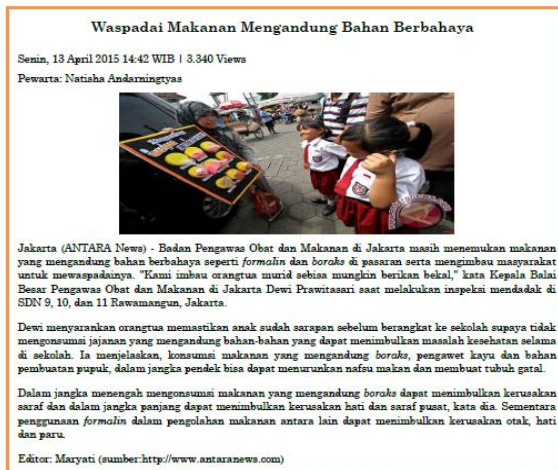 Waspadai Makanan Mengandung Bahan Berbahaya
Senin, 13 April 2015 14:42 WIB | 3.340 Views
Pewarta: Natisha Andarningtyas
Jakarta (ANTARA News) - Badan Pengawas Obat dan Makanan di Jakarta masih menemukan makanan
yang mengandung bahan berbahaya seperti formalin dan boraks di pasaran serta mengimbau masyarakat
untuk mewaspadainya. "Kami imbau orangtua murid sebisa mungkin berikan bekal," kata Kepala Balai
Besar Pengawas Obat dan Makanan di Jakarta Dewi Prawitasari saat melakukan inspeksi mendadak di
SDN 9, 10, dan 11 Rawamangun, Jakarta.
Dewi menyarankan orangtua memastikan anak sudah sarapan sebelum berangkat ke sekolah supaya tidak
mengonsumsi jajanan yang mengandung bahan-bahan yang dapat menimbulkan masalah kesehatan selama
di sekolah. Ia menjelaskan, konsumsi makanan yang mengandung boraks, pengawet kayu dan bahan
pembuatan pupuk, dalam jangka pendek bisa dapat menurunkan nafsu makan dan membuat tubuh gatal.
Dalam jangka menengah mengonsumsi makanan yang mengandung boraks dapat menimbulkan kerusakan
saraf dan dalam jangka panjang dapat menimbulkan kerusakan hati dan saraf pusat, kata dia. Sementara
penggunaan formalin dalam pengolahan makanan antara lain dapat menimbulkan kerusakan otak, hati
dan paru.
Editor: Maryati (sumber:http://www.antaranews.com)